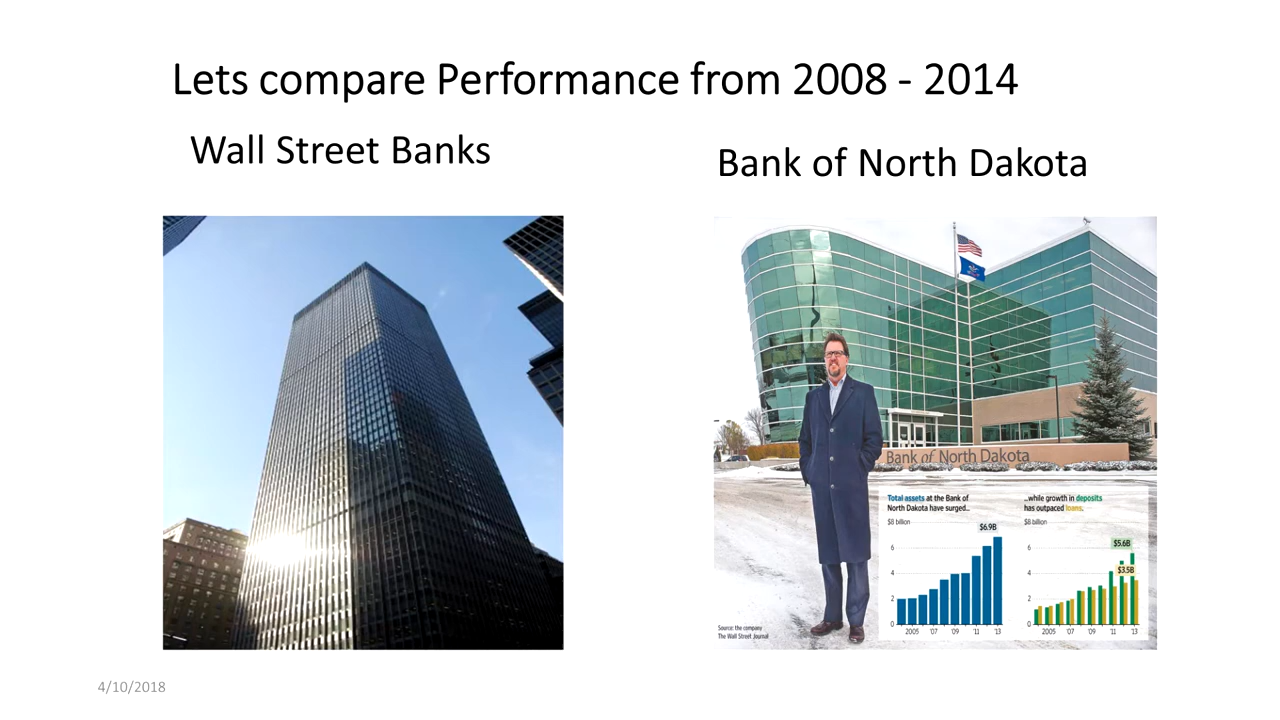 Lets compare Performance from 2008 - 2014
Wall Street Banks
Bank of North Dakota
Bank of North Dakota
Total assets at the Bank of
North Dakota have surged...
$8 billion
$6.9B
6
4
2
0
2005 '07 '09 '11 '13
...while growth in deposits
has outpaced loans.
$8 billion
$5.6B
$3.5B
6
4
2
0
2005 '07 '09 '11 '13
Source: the company
The Wall Street Journal
4/10/2018